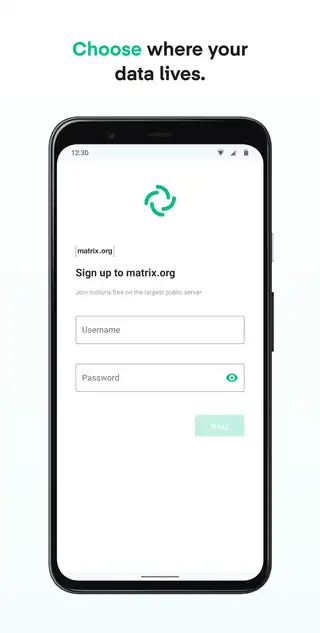 Choose where your
data lives.
12:30
[matrix.org]
Sign up to matrix.org
Join millions free on the largest public server
Username
Password
Next